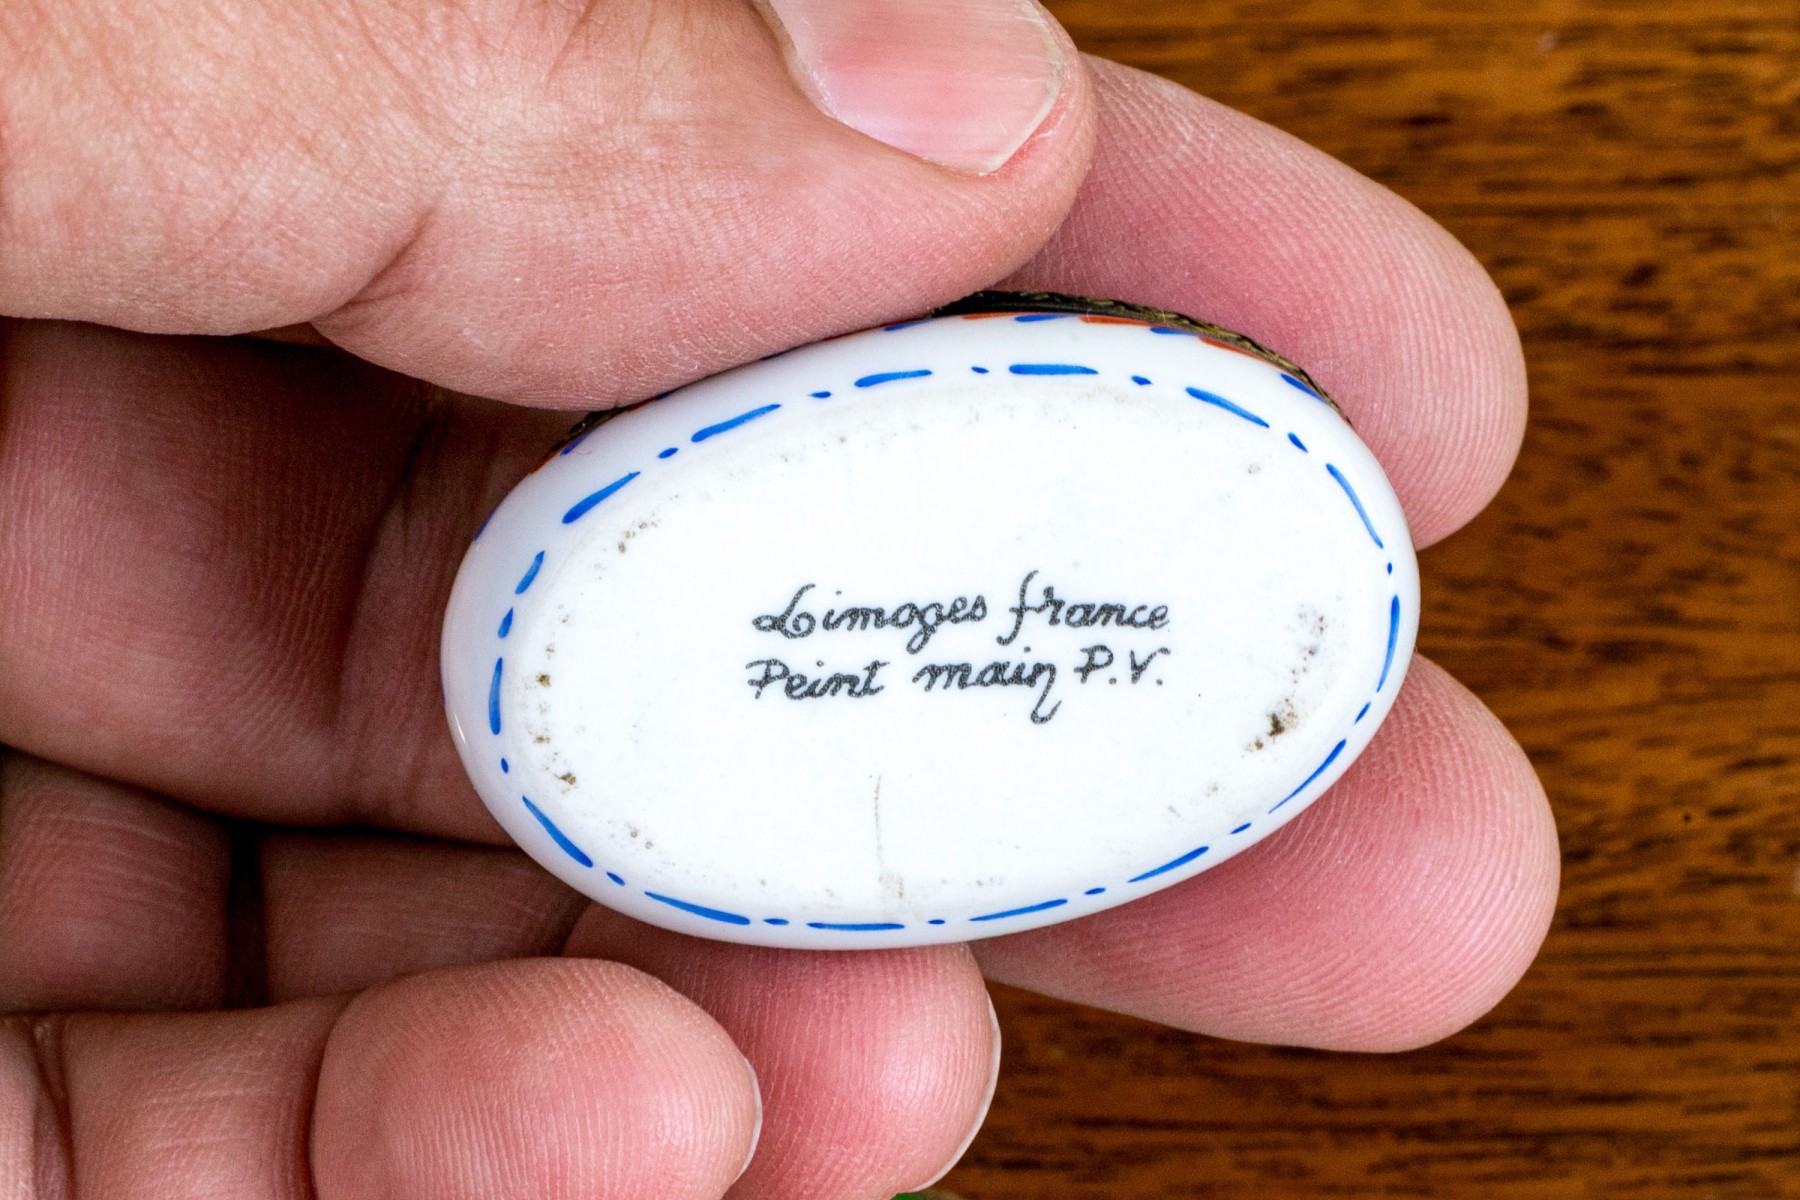 Limoges france
Peint main P.V.